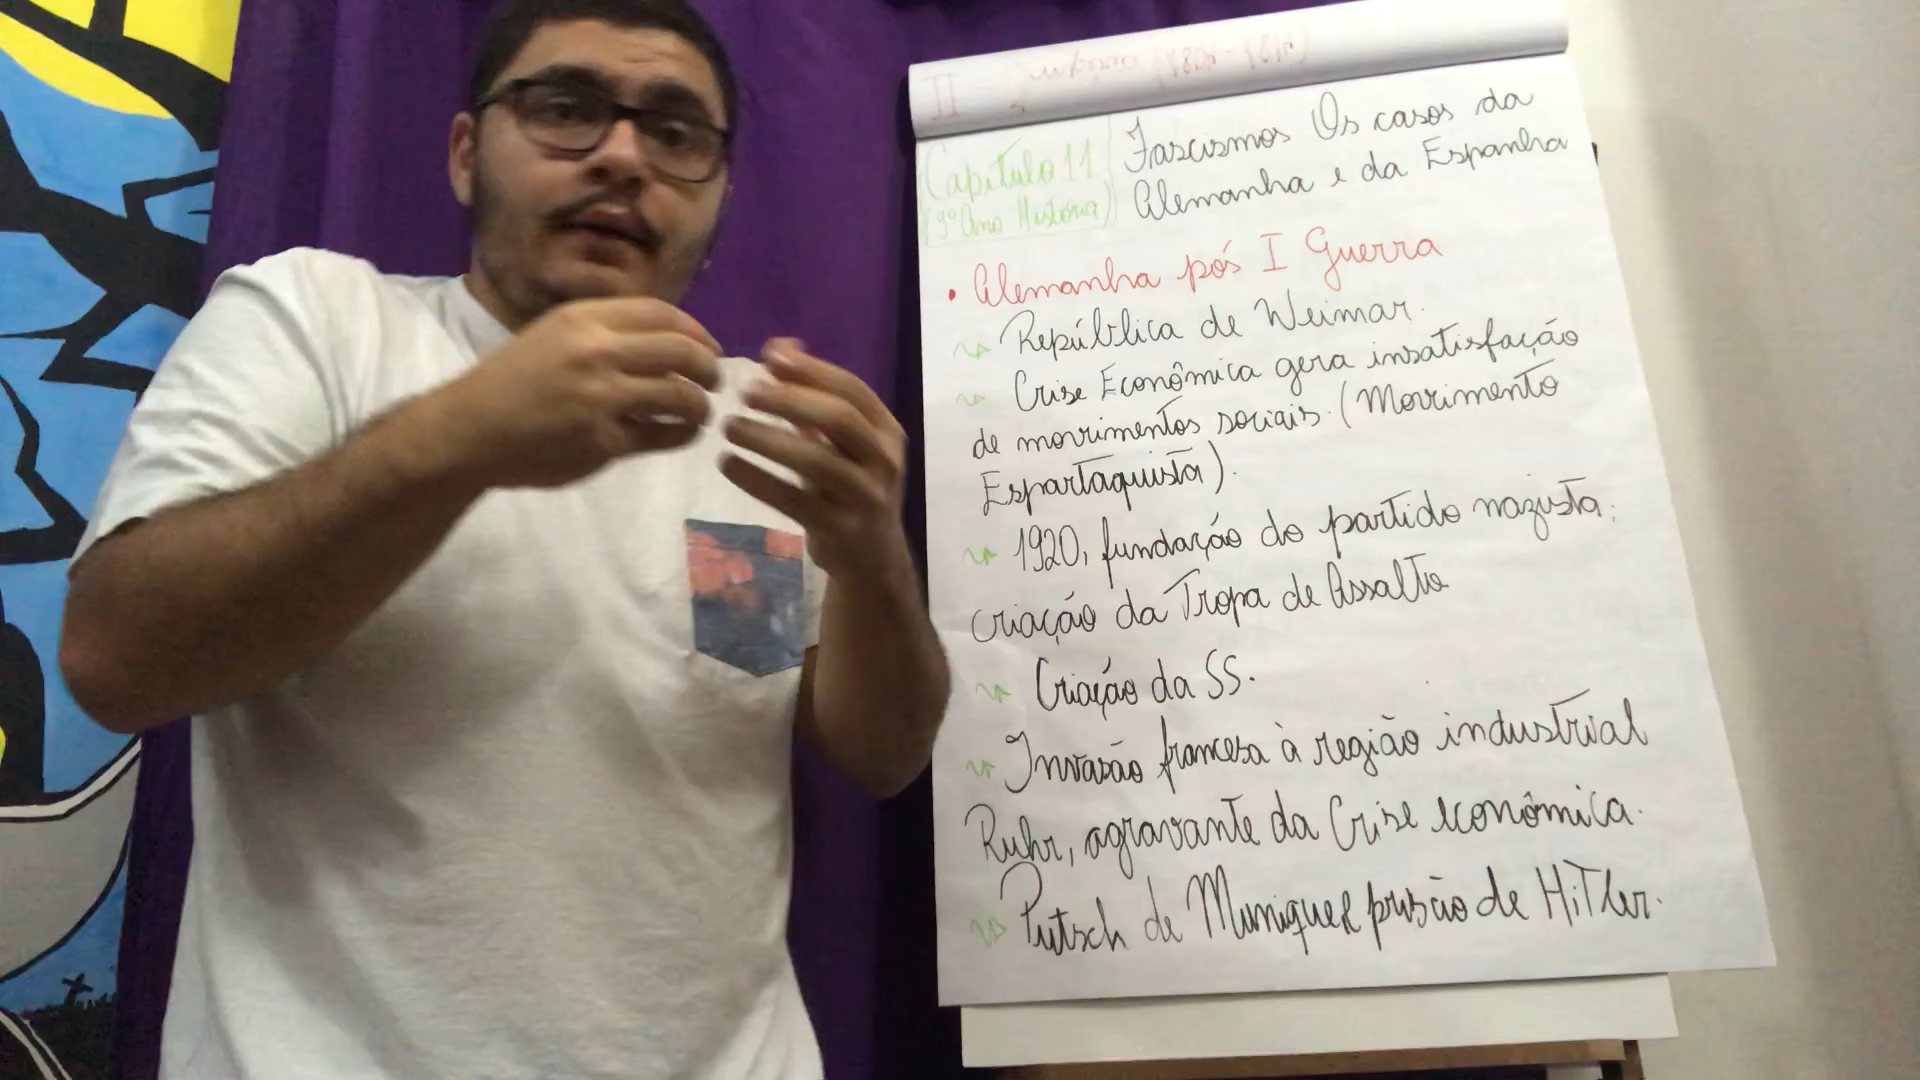 Capítulo 11
(9º Ano História)
Fascismos Os casos da
Alemanha e da Espanha
• Alemanha pós I Guerra
República de Weimar.
Crise Econômica gera insatisfação
de movimentos sociais. (Movimento
Espartaquista).
1920, fundação do partido nazista;
criação da Tropa de Assalto
Criação da SS.
Invasão francesa à região industrial
Ruhr, agravante da Crise econômica.
Putsch de Munique prisão de Hitler.